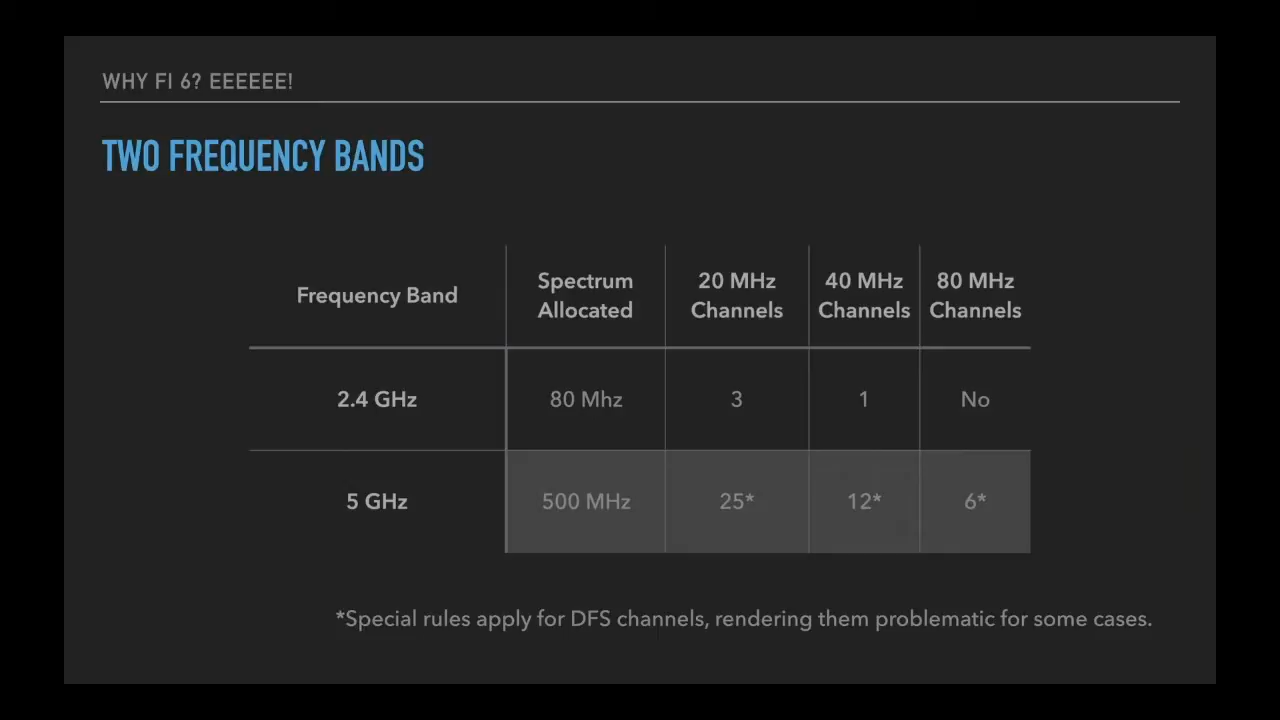 WHY FI 6? EEEEEE!
TWO FREQUENCY BANDS
Frequency Band
Spectrum Allocated
20 MHz Channels
40 MHz Channels
80 MHz Channels
2.4 GHz
80 Mhz
3
1
No
5 GHz
500 MHz
25*
12*
6*
*Special rules apply for DFS channels, rendering them problematic for some cases.